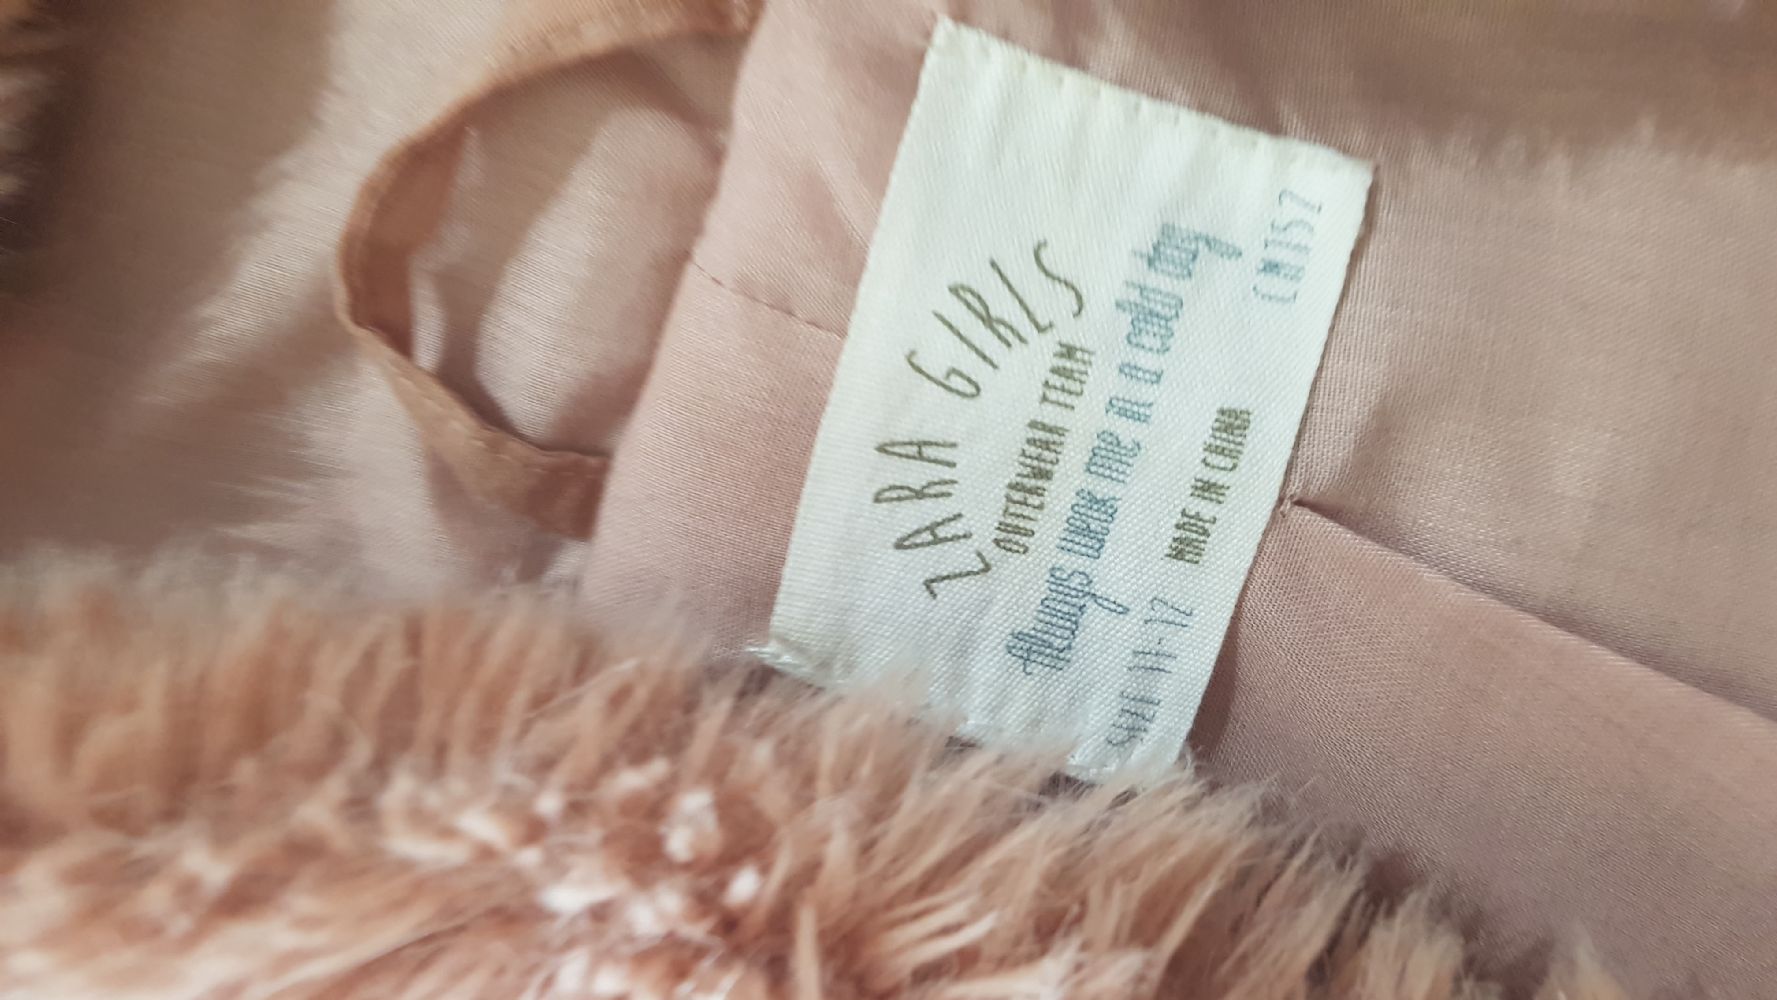 ZARA GIRLS
OUTERWEAR TEAM
Always wear me in a cold day
MADE IN CHINA
SIZE 11-12
CM152